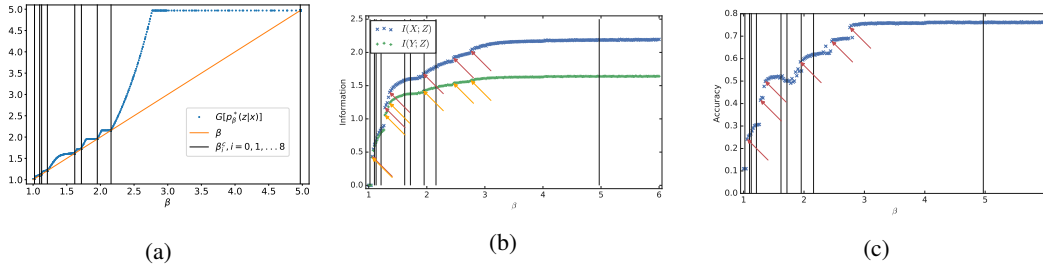 5.0
4.5
4.0
3.5
3.0
2.5
2.0
1.5
1.0
G[p*β(z|x)]
β
β_i^c, i = 0, 1, ... 8
1.0 1.5 2.0 2.5 3.0 3.5 4.0 4.5 5.0
β
(a)
2.5
2.0
1.5
1.0
0.5
0.0
Information
I(X; Z)
I(Y; Z)
1 2 3 4 5 6
β
(b)
0.8
0.7
0.6
0.5
0.4
0.3
0.2
0.1
0.0
Accuracy
1 2 3 4 5
β
(c)